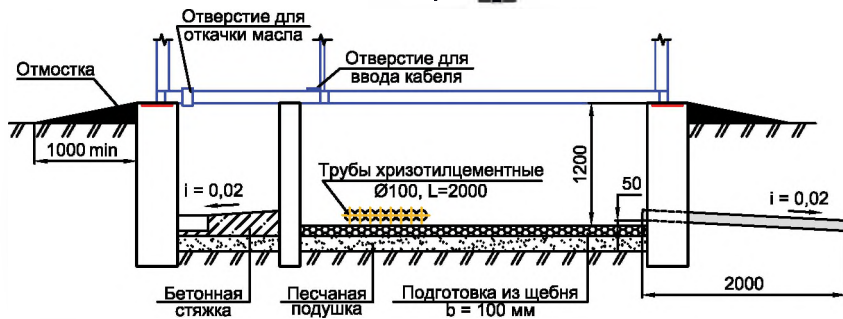 Отверстие для
откачки масла
Отверстие для
ввода кабеля
Отмостка
1000 min
Трубы хризотилцементные
Ø100, L=2000
1200
50
i = 0,02
i = 0,02
2000
Бетонная
стяжка
Песчаная
подушка
Подготовка из щебня
b = 100 мм